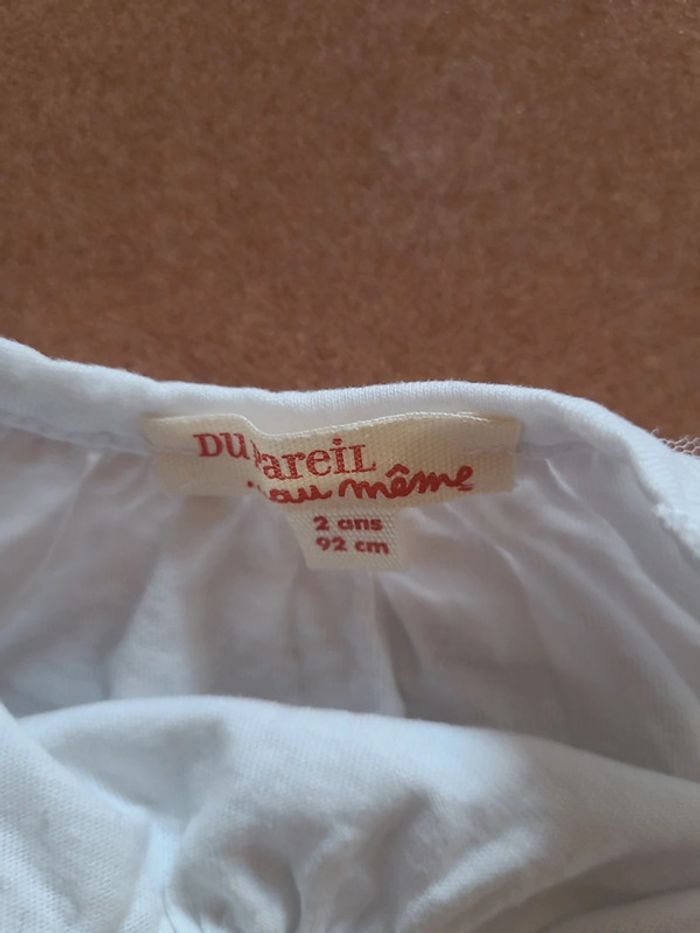 DU PareiL
au même
2 ans
92 cm